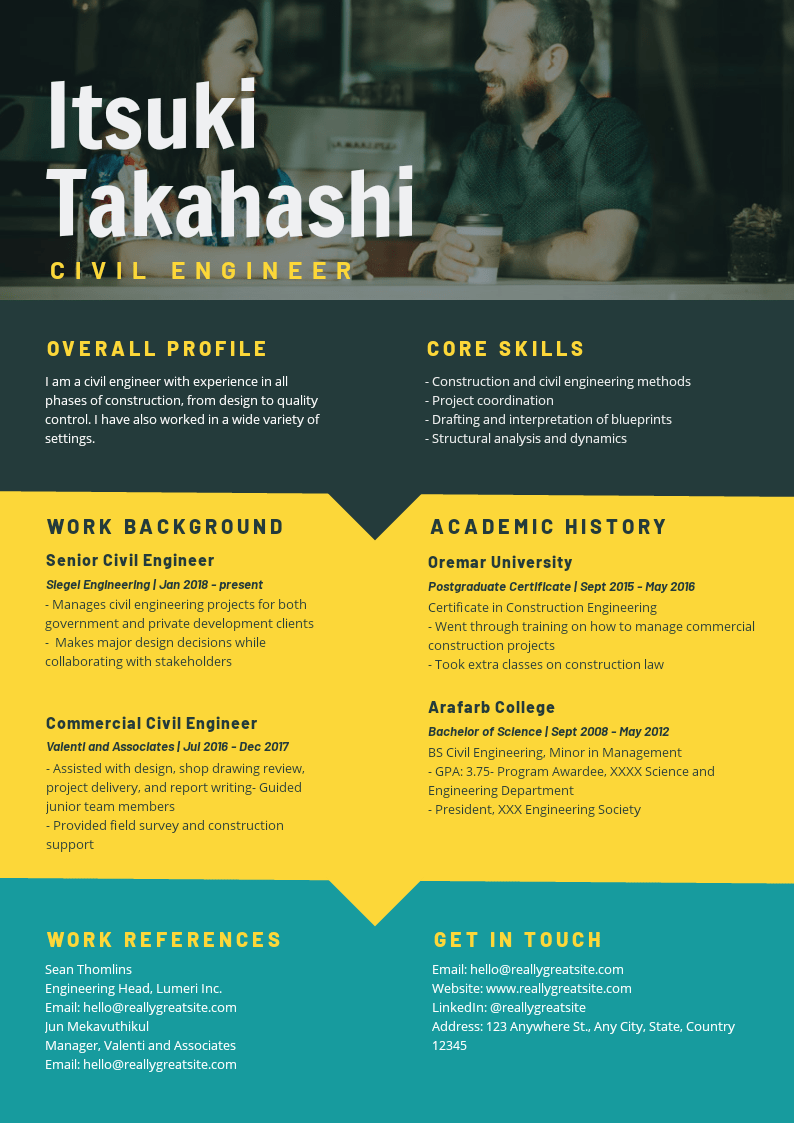 Itsuki
Takahashi
CIVIL ENGINEER
OVERALL PROFILE
I am a civil engineer with experience in all
phases of construction, from design to quality
control. I have also worked in a wide variety of
settings.
CORE SKILLS
- Construction and civil engineering methods
- Project coordination
- Drafting and interpretation of blueprints
- Structural analysis and dynamics
WORK BACKGROUND
Senior Civil Engineer
Siegel Engineering | Jan 2018 - present
- Manages civil engineering projects for both
government and private development clients
-  Makes major design decisions while
collaborating with stakeholders
Commercial Civil Engineer
Valenti and Associates | Jul 2016 - Dec 2017
- Assisted with design, shop drawing review,
project delivery, and report writing- Guided
junior team members
- Provided field survey and construction
support
ACADEMIC HISTORY
Oremar University
Postgraduate Certificate | Sept 2015 - May 2016
Certificate in Construction Engineering
- Went through training on how to manage commercial
construction projects
- Took extra classes on construction law
Arafarb College
Bachelor of Science | Sept 2008 - May 2012
BS Civil Engineering, Minor in Management
- GPA: 3.75- Program Awardee, XXXX Science and
Engineering Department
- President, XXX Engineering Society
WORK REFERENCES
Sean Thomlins
Engineering Head, Lumeri Inc.
Email: hello@reallygreatsite.com
Jun Mekavuthikul
Manager, Valenti and Associates
Email: hello@reallygreatsite.com
GET IN TOUCH
Email: hello@reallygreatsite.com
Website: www.reallygreatsite.com
LinkedIn: @reallygreatsite
Address: 123 Anywhere St., Any City, State, Country
12345